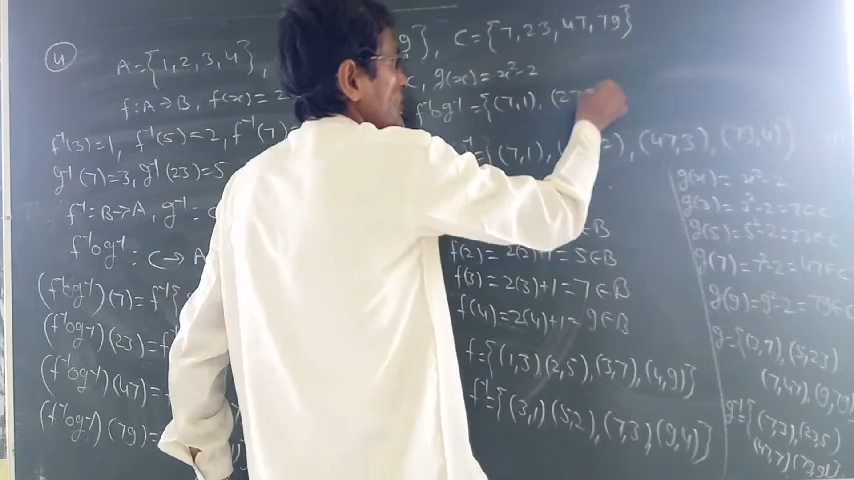 4
A={1,2,3,4}, 9}, C={7,23,47,79}
f:A→B, f(x)=2 g(x)=x²-2
f⁻¹og⁻¹={(7,1), (2
f⁻¹(3)=1, f⁻¹(5)=2, f⁻¹(7)=
={(7,1), ), (47,3), (79,4)}
g⁻¹(7)=3, g⁻¹(23)=5
f⁻¹:B→A, g⁻¹:
f⁻¹og⁻¹: C→A
(f⁻¹og⁻¹)(7)=f⁻¹{
(f⁻¹og⁻¹)(23)=f
(f⁻¹og⁻¹)(47)=
(f⁻¹og⁻¹)(79)=
∈B
f(2)=2(2)+1=5∈B
f(3)=2(3)+1=7∈B
f(4)=2(4)+1=9∈B
f={(1,3)(2,5),(3,7),(4,9)}
f⁻¹={(3,1)(5,2),(7,3)(9,4)}
g(x)=x²-2
g(3)=3²-2=7∈C
g(5)=5²-2=23∈C
g(7)=7²-2=47∈C
g(9)=9²-2=79∈C
g={(3,7),(5,23)
(7,47),(9,79)
g⁻¹={(7,3),(23,5)
(47,7)(79,9)}